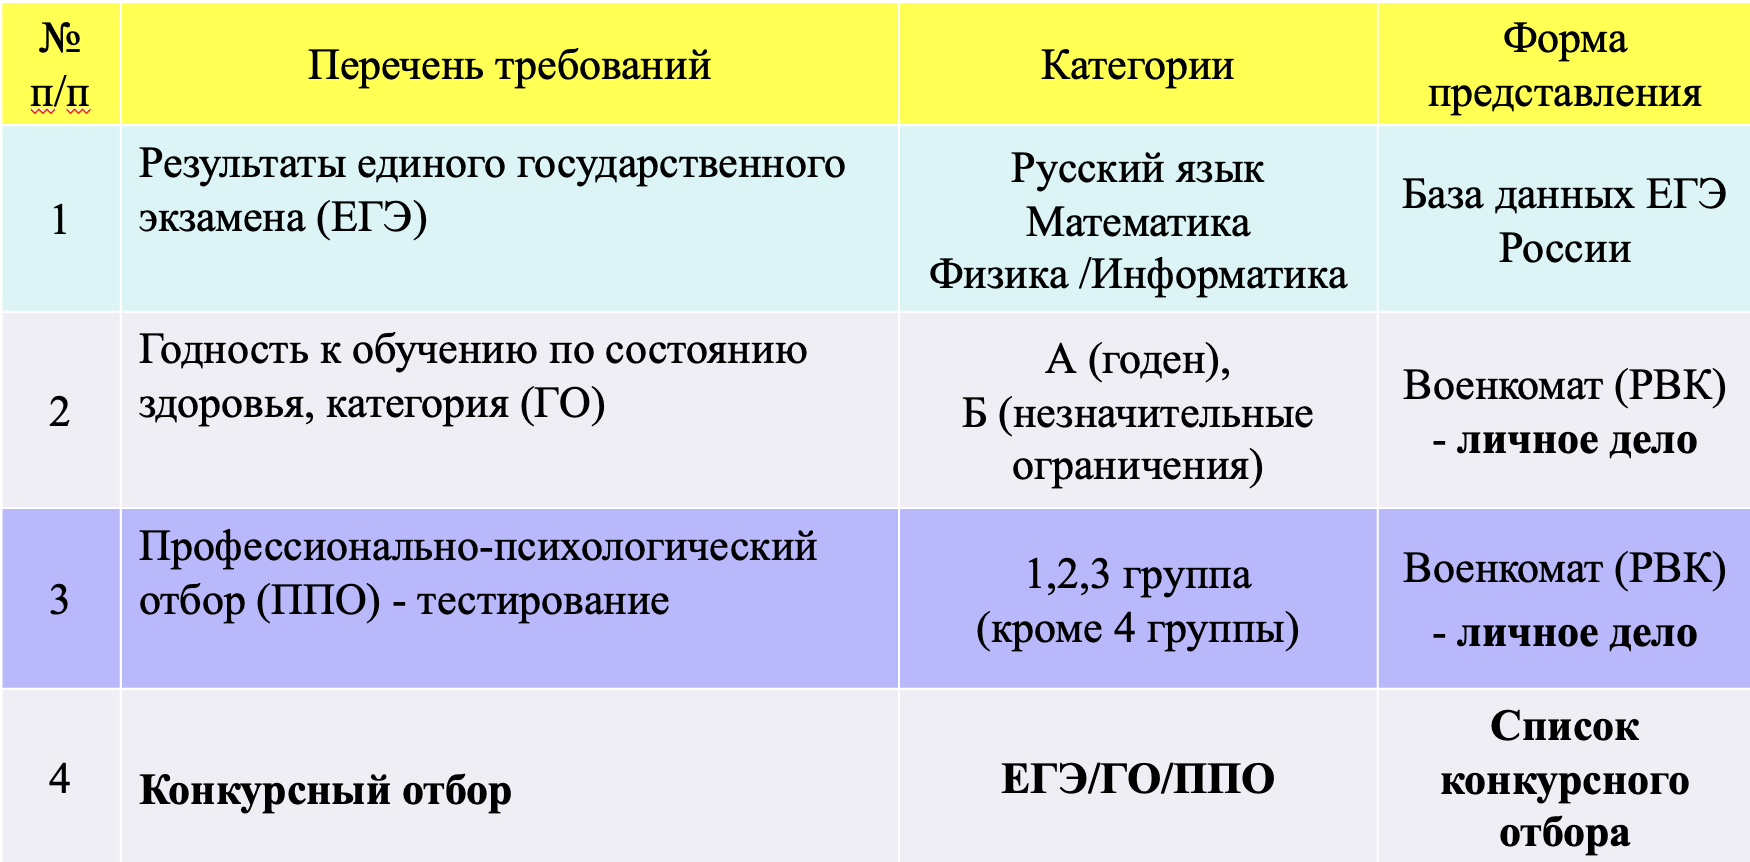 №
п/п
Перечень требований
Категории
Форма
представления
1
Результаты единого государственного
экзамена (ЕГЭ)
Русский язык
Математика
Физика /Информатика
База данных ЕГЭ
России
2
Годность к обучению по состоянию
здоровья, категория (ГО)
А (годен),
Б (незначительные
ограничения)
Военкомат (РВК)
- личное дело
3
Профессионально-психологический
отбор (ППО) - тестирование
1,2,3 группа
(кроме 4 группы)
Военкомат (РВК)
- личное дело
4
Конкурсный отбор
ЕГЭ/ГО/ППО
Список
конкурсного
отбора